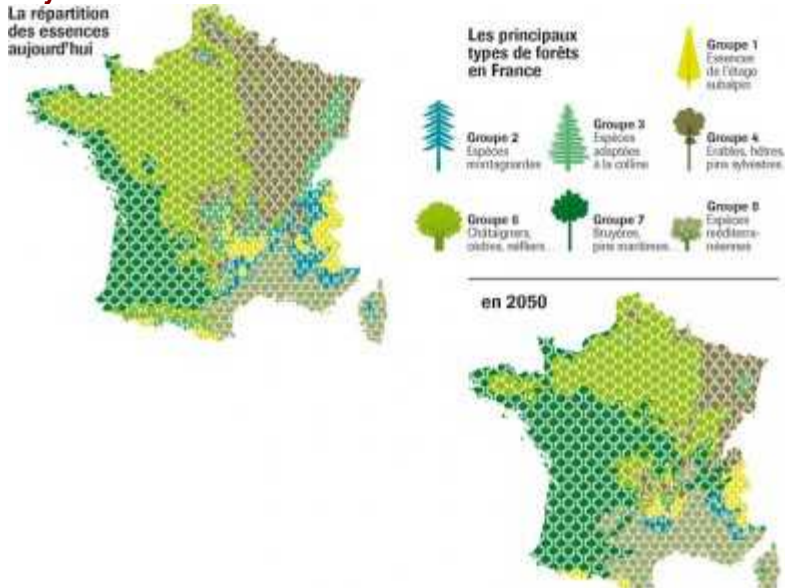 La répartition
des essences
aujourd'hui
Les principaux
types de forêts
en France
Groupe 1
Essences
de l'étage
subalpin
Groupe 2
Espèces
montagnardes
Groupe 3
Espèces
adaptées
à la colline
Groupe 4
Erables, hêtres,
pins sylvestres
Groupe 6
Châtaigners,
néfliers
Groupe 7
Bruyères,
pins maritimes
Groupe 8
Espèces
méditerra-
néennes
en 2050